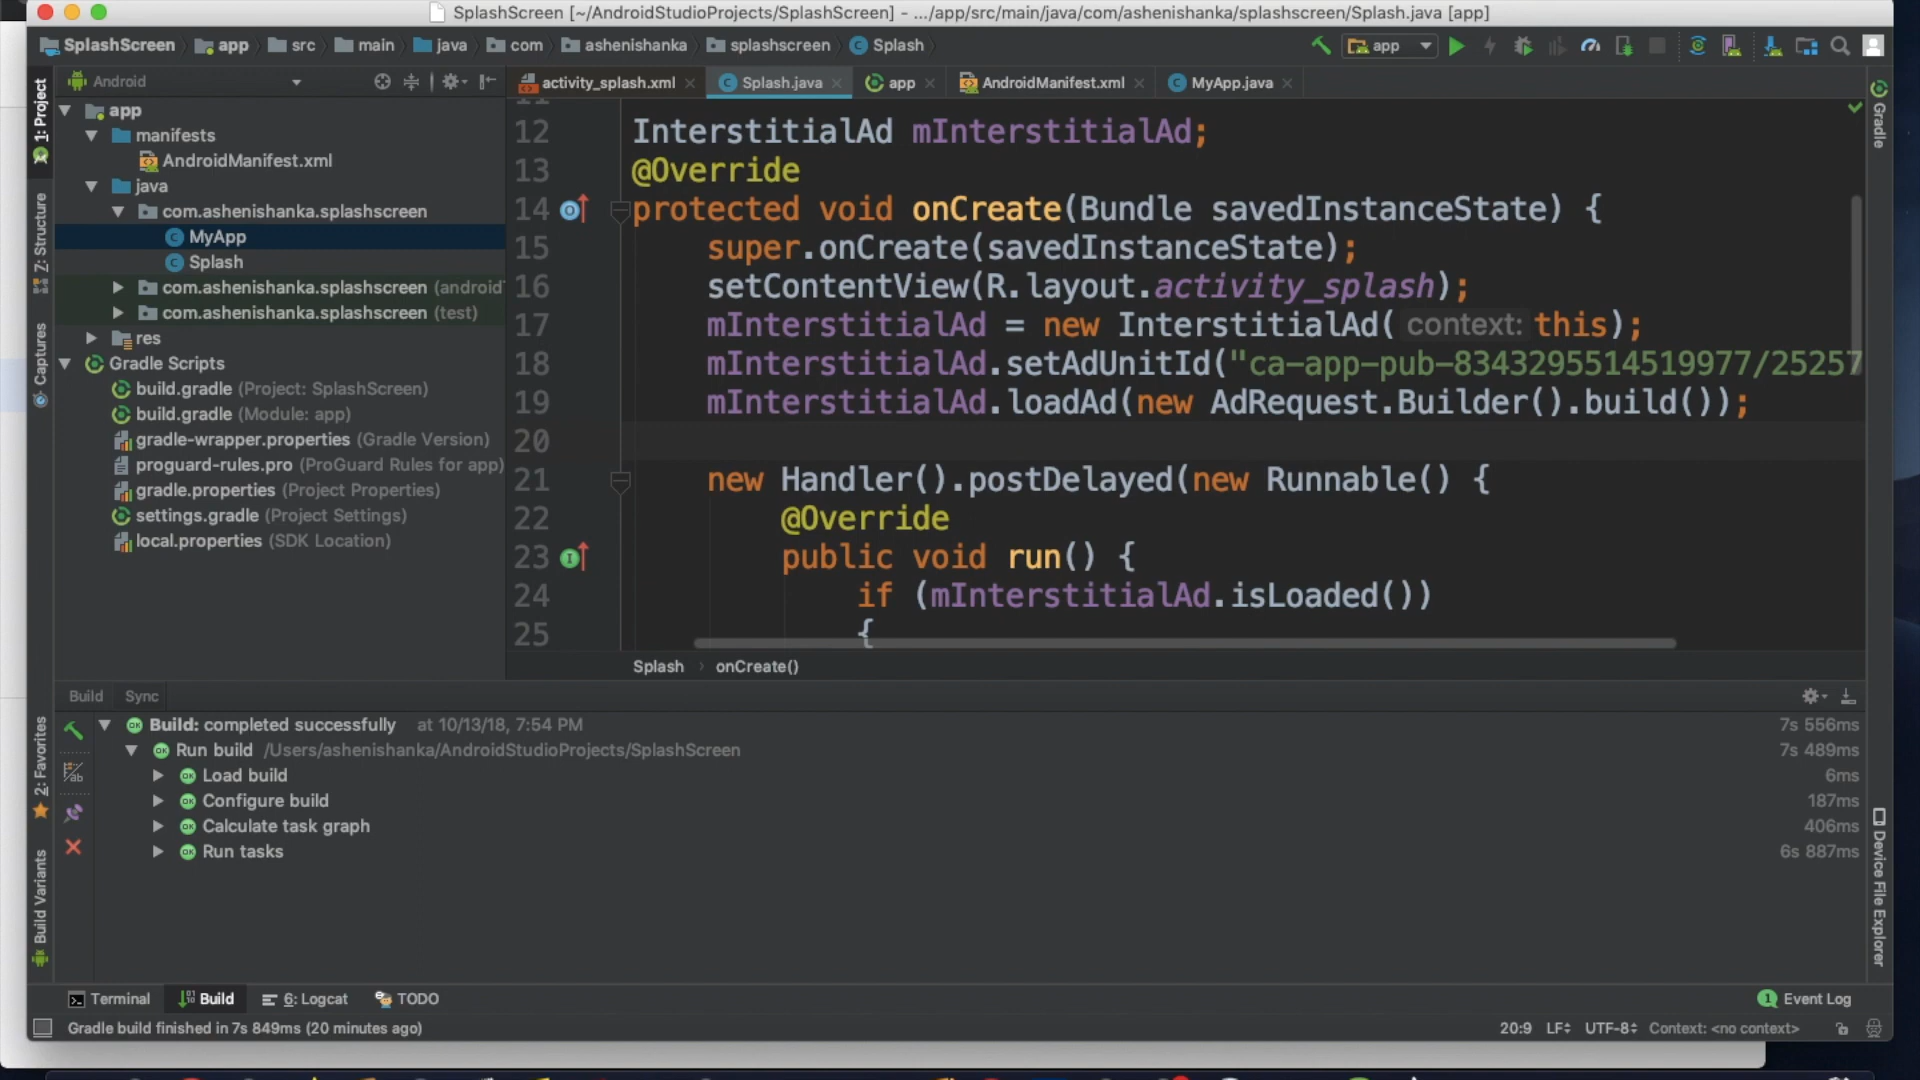 SplashScreen [~/AndroidStudioProjects/SplashScreen] - .../app/src/main/java/com/ashenishanka/splashscreen/Splash.java [app]
SplashScreen app src main java com ashenishanka splashscreen Splash
app
Android
activity_splash.xml Splash.java app AndroidManifest.xml MyApp.java
1: Project
Z: Structure
Captures
2: Favorites
Build Variants
Gradle
Device File Explorer
app
manifests
AndroidManifest.xml
java
com.ashenishanka.splashscreen
MyApp
Splash
com.ashenishanka.splashscreen (android
com.ashenishanka.splashscreen (test)
res
Gradle Scripts
build.gradle (Project: SplashScreen)
build.gradle (Module: app)
gradle-wrapper.properties (Gradle Version)
proguard-rules.pro (ProGuard Rules for app)
gradle.properties (Project Properties)
settings.gradle (Project Settings)
local.properties (SDK Location)
12 InterstitialAd mInterstitialAd;
13 @Override
14 protected void onCreate(Bundle savedInstanceState) {
15 super.onCreate(savedInstanceState);
16 setContentView(R.layout.activity_splash);
17 mInterstitialAd = new InterstitialAd( context: this);
18 mInterstitialAd.setAdUnitId("ca-app-pub-8343295514519977/25257
19 mInterstitialAd.loadAd(new AdRequest.Builder().build());
20
21 new Handler().postDelayed(new Runnable() {
22 @Override
23 public void run() {
24 if (mInterstitialAd.isLoaded())
25 {
Splash onCreate()
Build Sync
Build: completed successfully at 10/13/18, 7:54 PM 7s 556ms
Run build /Users/ashenishanka/AndroidStudioProjects/SplashScreen 7s 489ms
Load build 6ms
Configure build 187ms
Calculate task graph 406ms
Run tasks 6s 887ms
Terminal Build 6: Logcat TODO 1 Event Log
Gradle build finished in 7s 849ms (20 minutes ago) 20:9 LF UTF-8 Context: <no context>